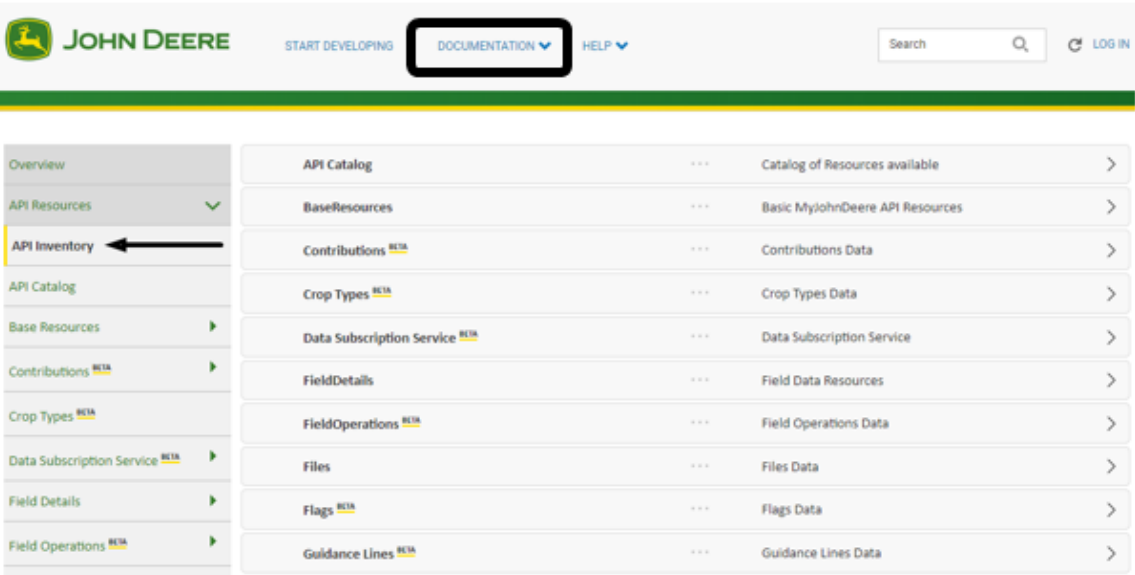 JOHN DEERE
START DEVELOPING DOCUMENTATION HELP Search LOG IN
Overview
API Resources
API Inventory
API Catalog
Base Resources
Contributions BETA
Crop Types BETA
Data Subscription Service BETA
Field Details
Field Operations BETA
API Catalog ... Catalog of Resources available
BaseResources ... Basic MyJohnDeere API Resources
Contributions BETA ... Contributions Data
Crop Types BETA ... Crop Types Data
Data Subscription Service BETA ... Data Subscription Service
FieldDetails ... Field Data Resources
FieldOperations BETA ... Field Operations Data
Files ... Files Data
Flags BETA ... Flags Data
Guidance Lines BETA ... Guidance Lines Data